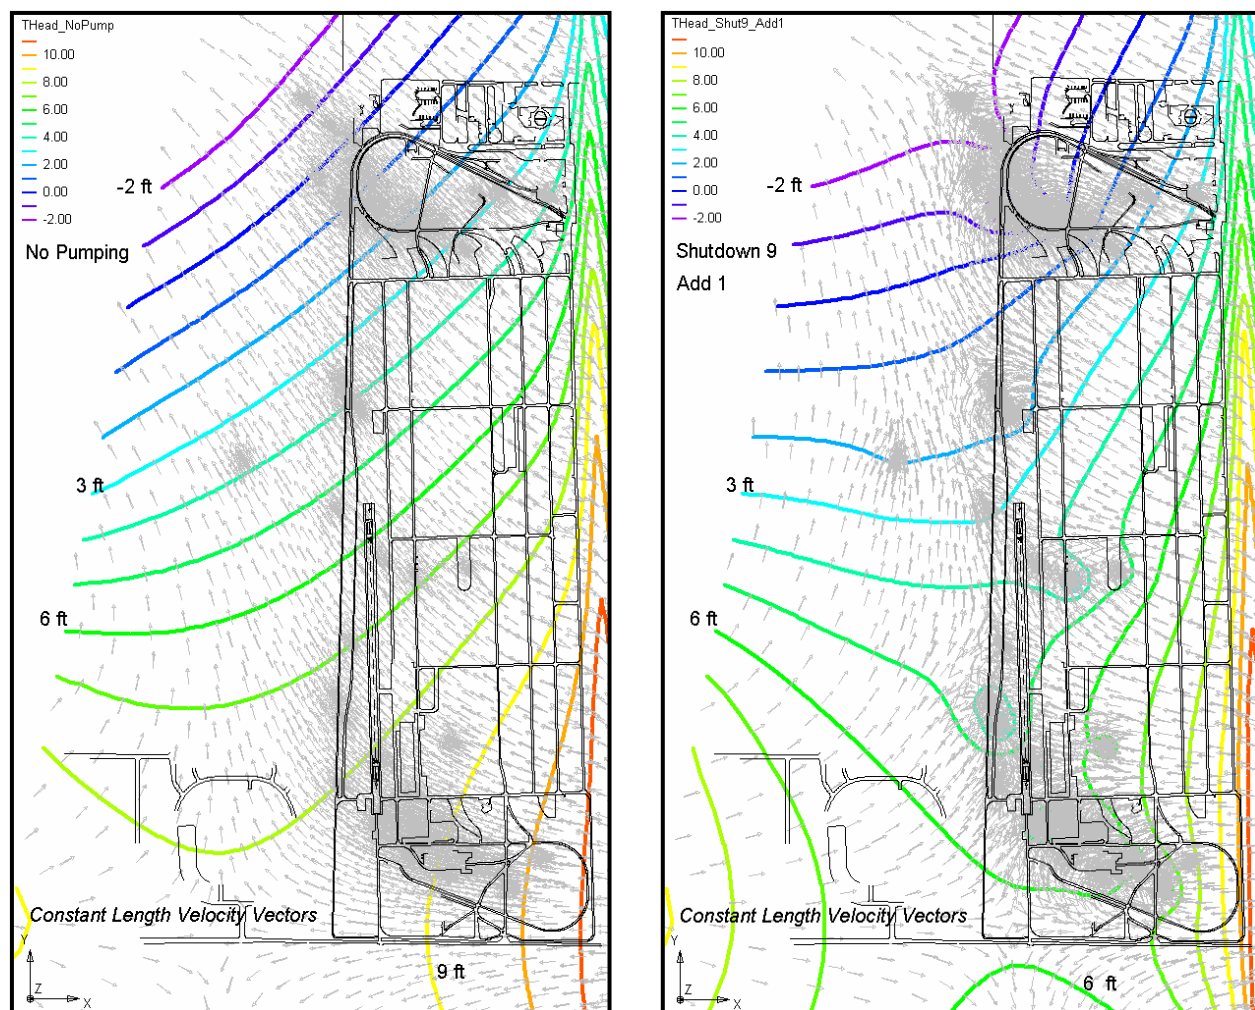 THead_NoPump
10.00
8.00
6.00
4.00
2.00
0.00
-2.00
-2 ft
No Pumping
3 ft
6 ft
Constant Length Velocity Vectors
9 ft
Y
Z
X
THead_Shut9_Add1
10.00
8.00
6.00
4.00
2.00
0.00
-2.00
-2 ft
Shutdown 9
Add 1
3 ft
6 ft
Constant Length Velocity Vectors
6 ft
Y
Z
X